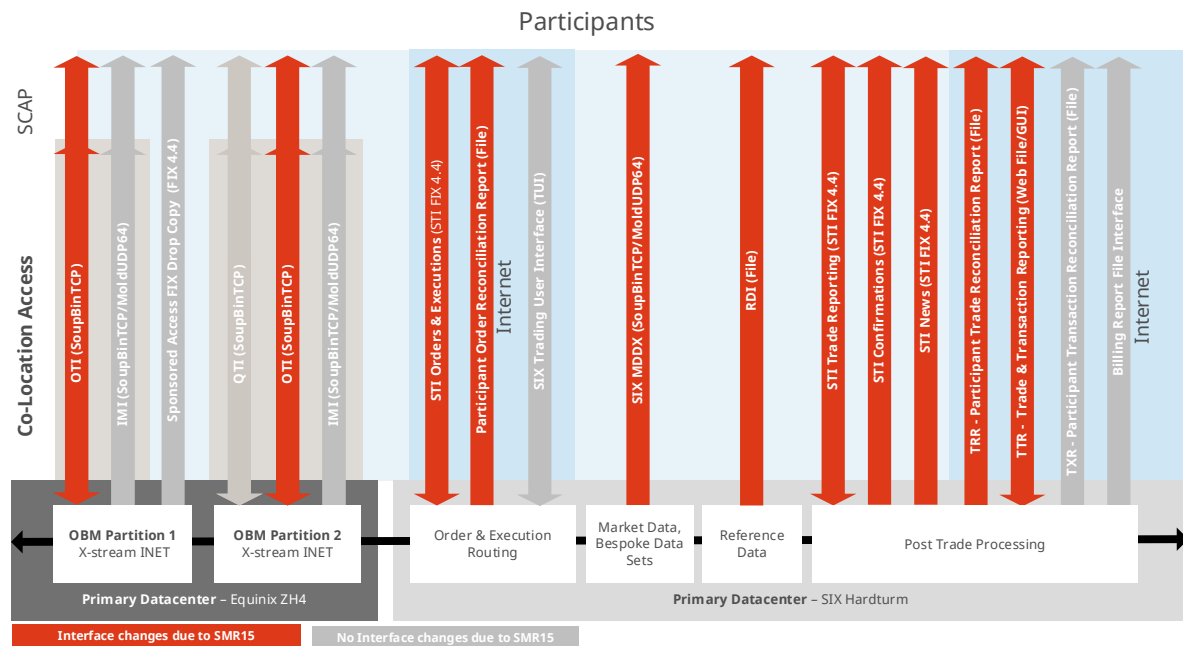 Participants
SCAP
Co-Location Access
OTI (SoupBinTCP)
IMI (SoupBinTCP/MoldUDP64)
Sponsored Access FIX Drop Copy (FIX 4.4)
QTI (SoupBinTCP)
OTI (SoupBinTCP)
IMI (SoupBinTCP/MoldUDP64)
STI Orders & Executions (STI FIX 4.4)
Participant Order Reconciliation Report (File)
Internet
SIX Trading User Interface (TUI)
SIX MDDX (SoupBinTCP/MoldUDP64)
RDI (File)
STI Trade Reporting (STI FIX 4.4)
STI Confirmations (STI FIX 4.4)
STI News (STI FIX 4.4)
TRR - Participant Trade Reconciliation Report (File)
TTR - Trade & Transaction Reporting (Web File/GUI)
TXR - Participant Transaction Reconciliation Report (File)
Billing Report File Interface
Internet
OBM Partition 1
X-stream INET
OBM Partition 2
X-stream INET
Order & Execution
Routing
Market Data,
Bespoke Data
Sets
Reference
Data
Post Trade Processing
Primary Datacenter – Equinix ZH4
Primary Datacenter – SIX Hardturm
Interface changes due to SMR15
No Interface changes due to SMR15